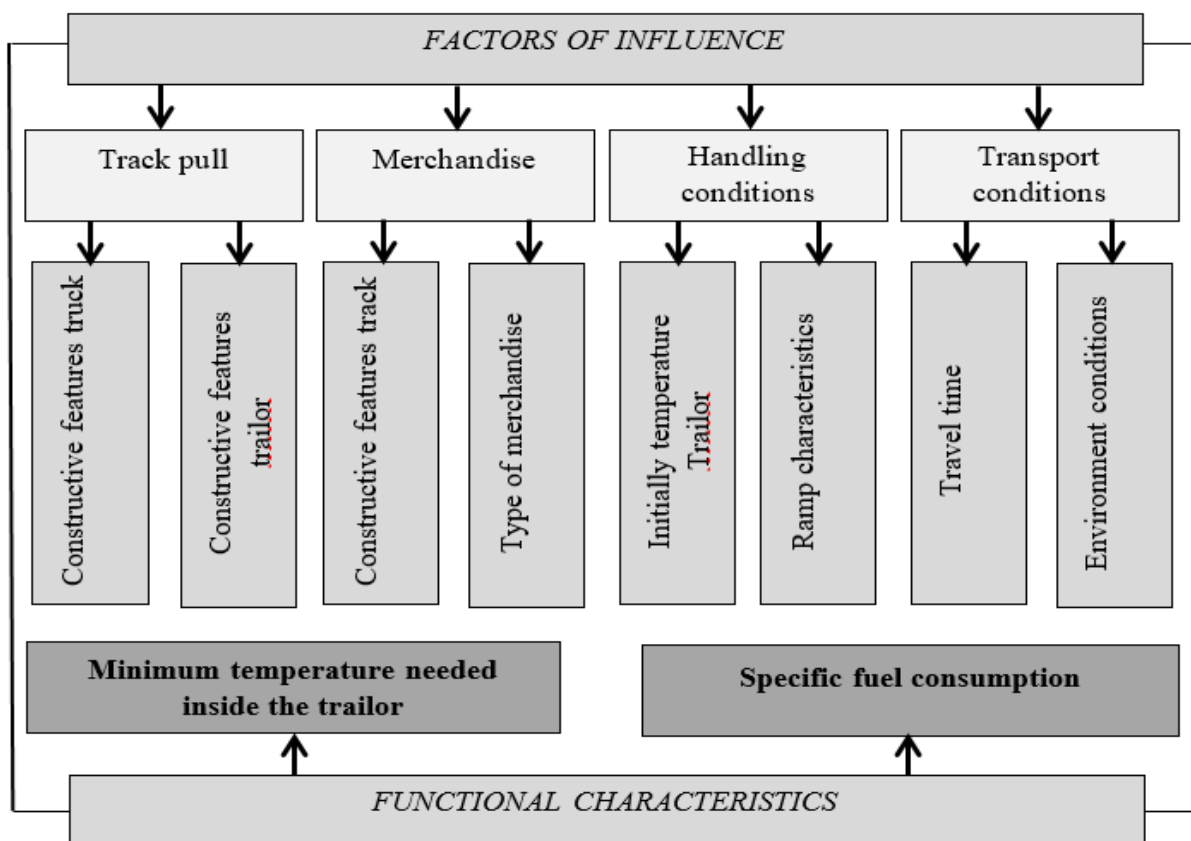 FACTORS OF INFLUENCE
Track pull
Merchandise
Handling
conditions
Transport
conditions
Constructive features truck
Constructive features
trailor
Constructive features track
Type of merchandise
Initially temperature
Trailor
Ramp characteristics
Travel time
Environment conditions
Minimum temperature needed
inside the trailor
Specific fuel consumption
FUNCTIONAL CHARACTERISTICS